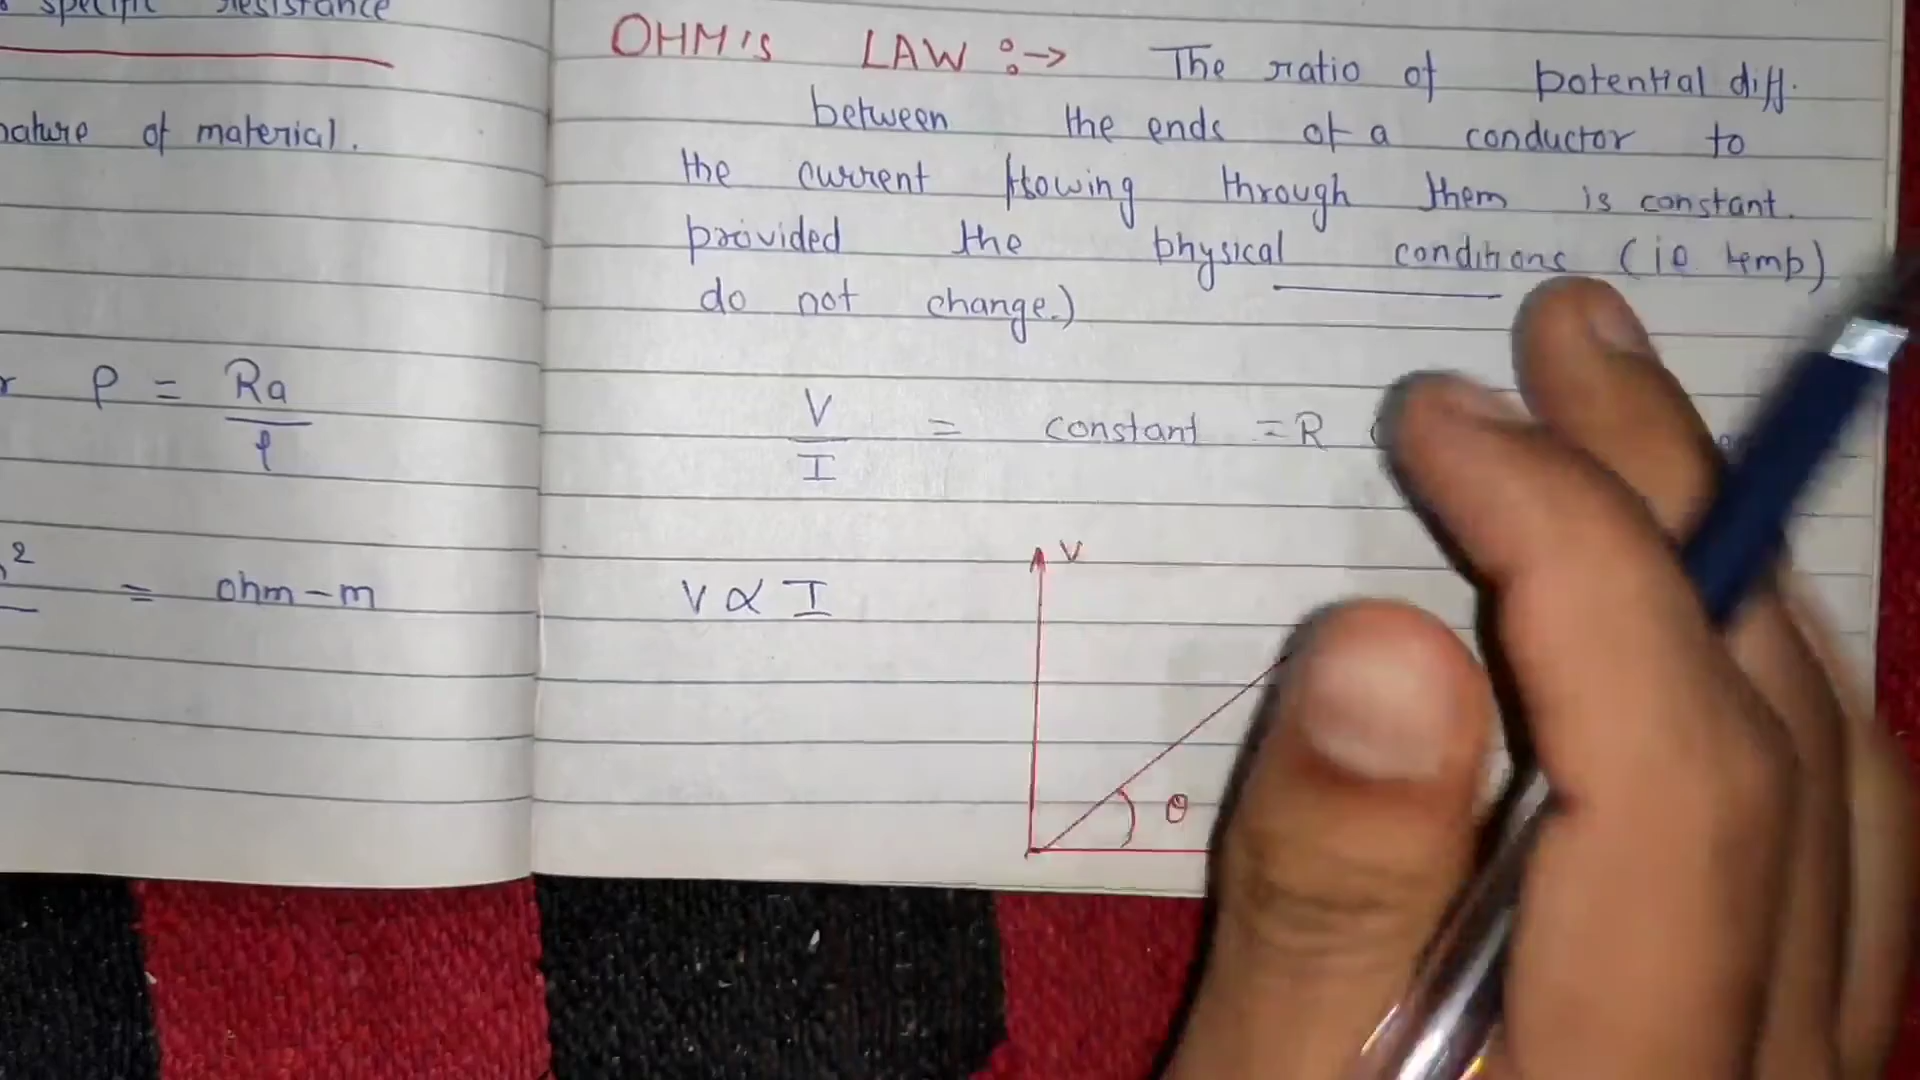 specific resistance
nature of material.
ρ = Ra
l
2
= ohm-m
OHM's LAW :→ The ratio of potential diff.
between the ends of a conductor to
the current flowing through them is constant.
provided the physical conditions (ie temp)
do not change.)
V
I
= constant = R (
V ∝ I
V
θ